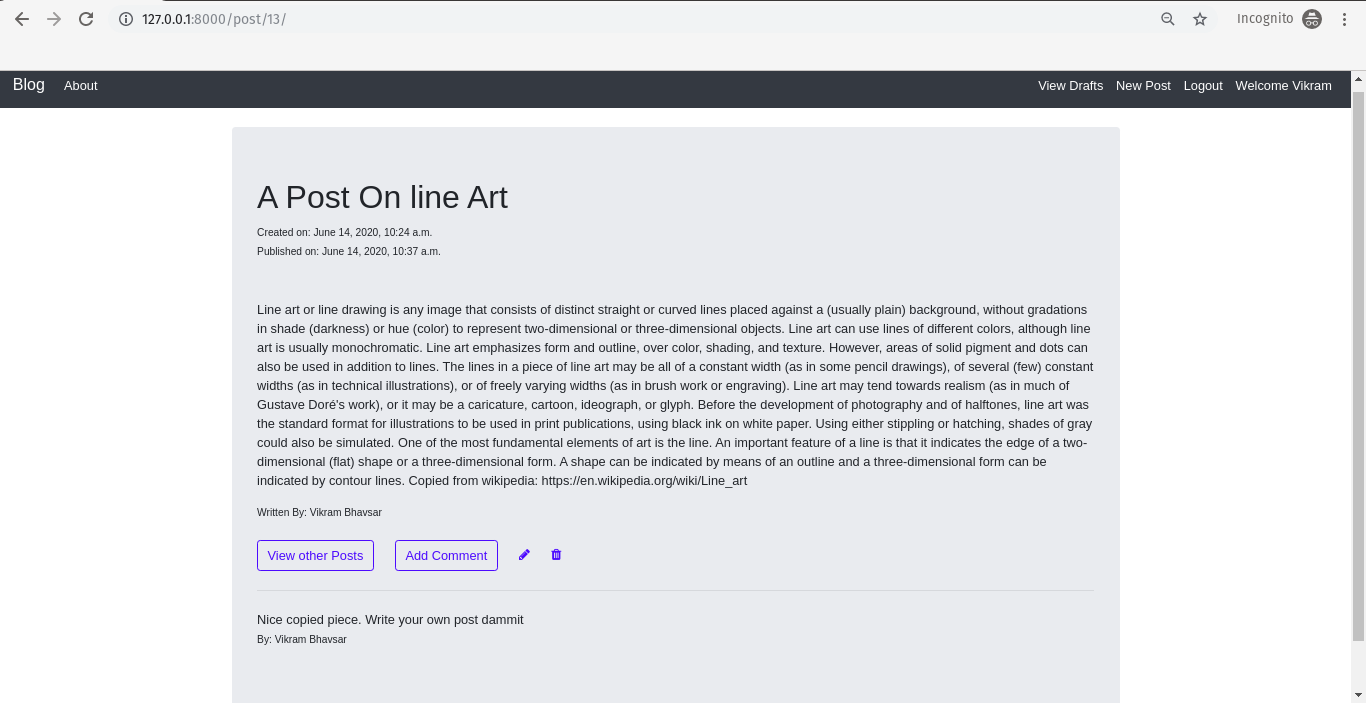 127.0.0.1:8000/post/13/
Incognito
Blog About View Drafts New Post Logout Welcome Vikram
A Post On line Art
Created on: June 14, 2020, 10:24 a.m.
Published on: June 14, 2020, 10:37 a.m.
Line art or line drawing is any image that consists of distinct straight or curved lines placed against a (usually plain) background, without gradations
in shade (darkness) or hue (color) to represent two-dimensional or three-dimensional objects. Line art can use lines of different colors, although line
art is usually monochromatic. Line art emphasizes form and outline, over color, shading, and texture. However, areas of solid pigment and dots can
also be used in addition to lines. The lines in a piece of line art may be all of a constant width (as in some pencil drawings), of several (few) constant
widths (as in technical illustrations), or of freely varying widths (as in brush work or engraving). Line art may tend towards realism (as in much of
Gustave Doré's work), or it may be a caricature, cartoon, ideograph, or glyph. Before the development of photography and of halftones, line art was
the standard format for illustrations to be used in print publications, using black ink on white paper. Using either stippling or hatching, shades of gray
could also be simulated. One of the most fundamental elements of art is the line. An important feature of a line is that it indicates the edge of a two-
dimensional (flat) shape or a three-dimensional form. A shape can be indicated by means of an outline and a three-dimensional form can be
indicated by contour lines. Copied from wikipedia: https://en.wikipedia.org/wiki/Line_art
Written By: Vikram Bhavsar
View other Posts Add Comment
Nice copied piece. Write your own post dammit
By: Vikram Bhavsar